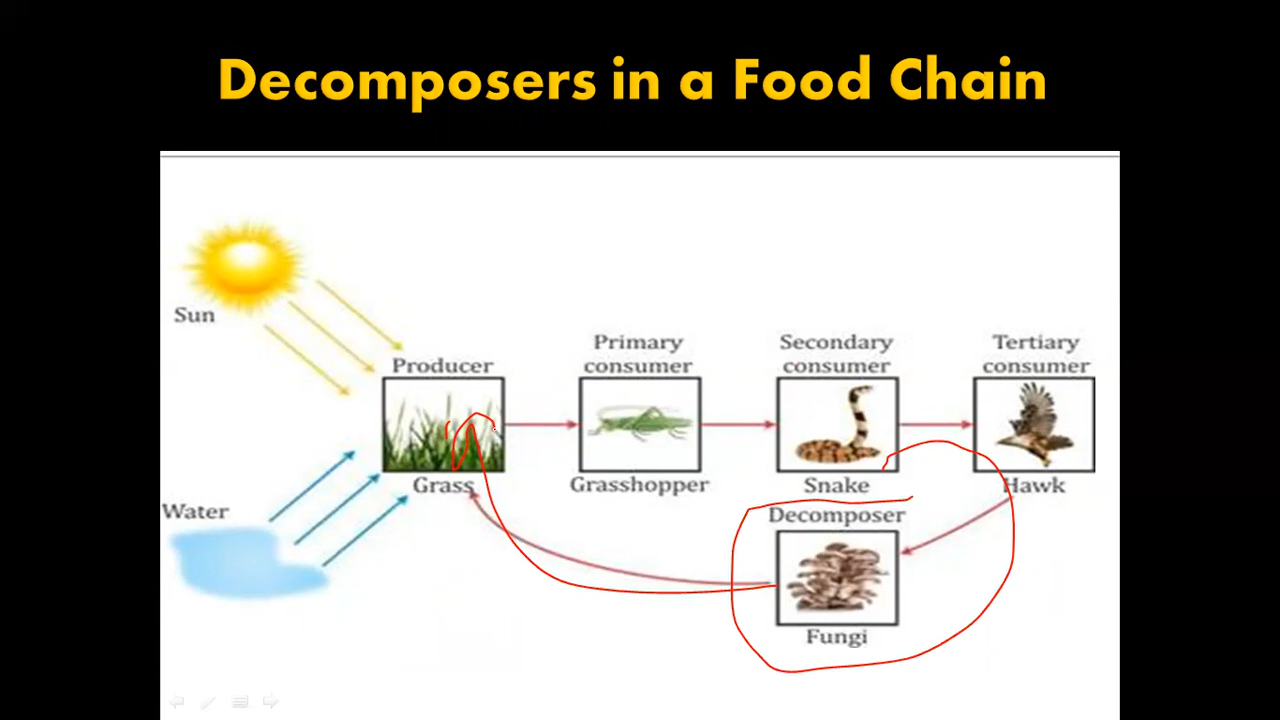 Decomposers in a Food Chain
Sun
Water
Producer
Grass
Primary
consumer
Grasshopper
Secondary
consumer
Snake
Tertiary
consumer
Hawk
Decomposer
Fungi